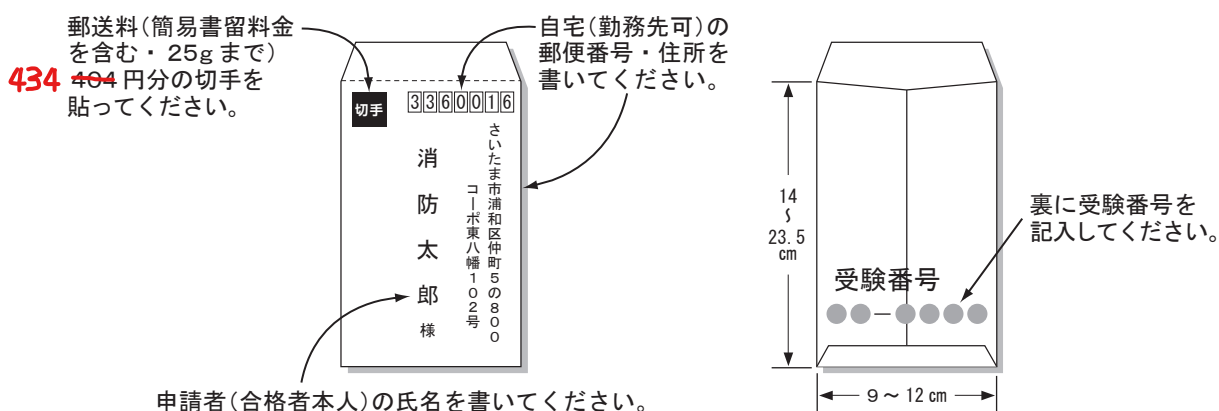 郵送料(簡易書留料金
を含む・25gまで)
434 404円分の切手を
貼ってください。
自宅(勤務先可)の
郵便番号・住所を
書いてください。
切手
3360016
さいたま市浦和区仲町5の800
コーポ東八幡102号
消防太郎様
申請者(合格者本人)の氏名を書いてください。
14
〜
23.5
cm
受験番号
裏に受験番号を
記入してください。
9〜12cm